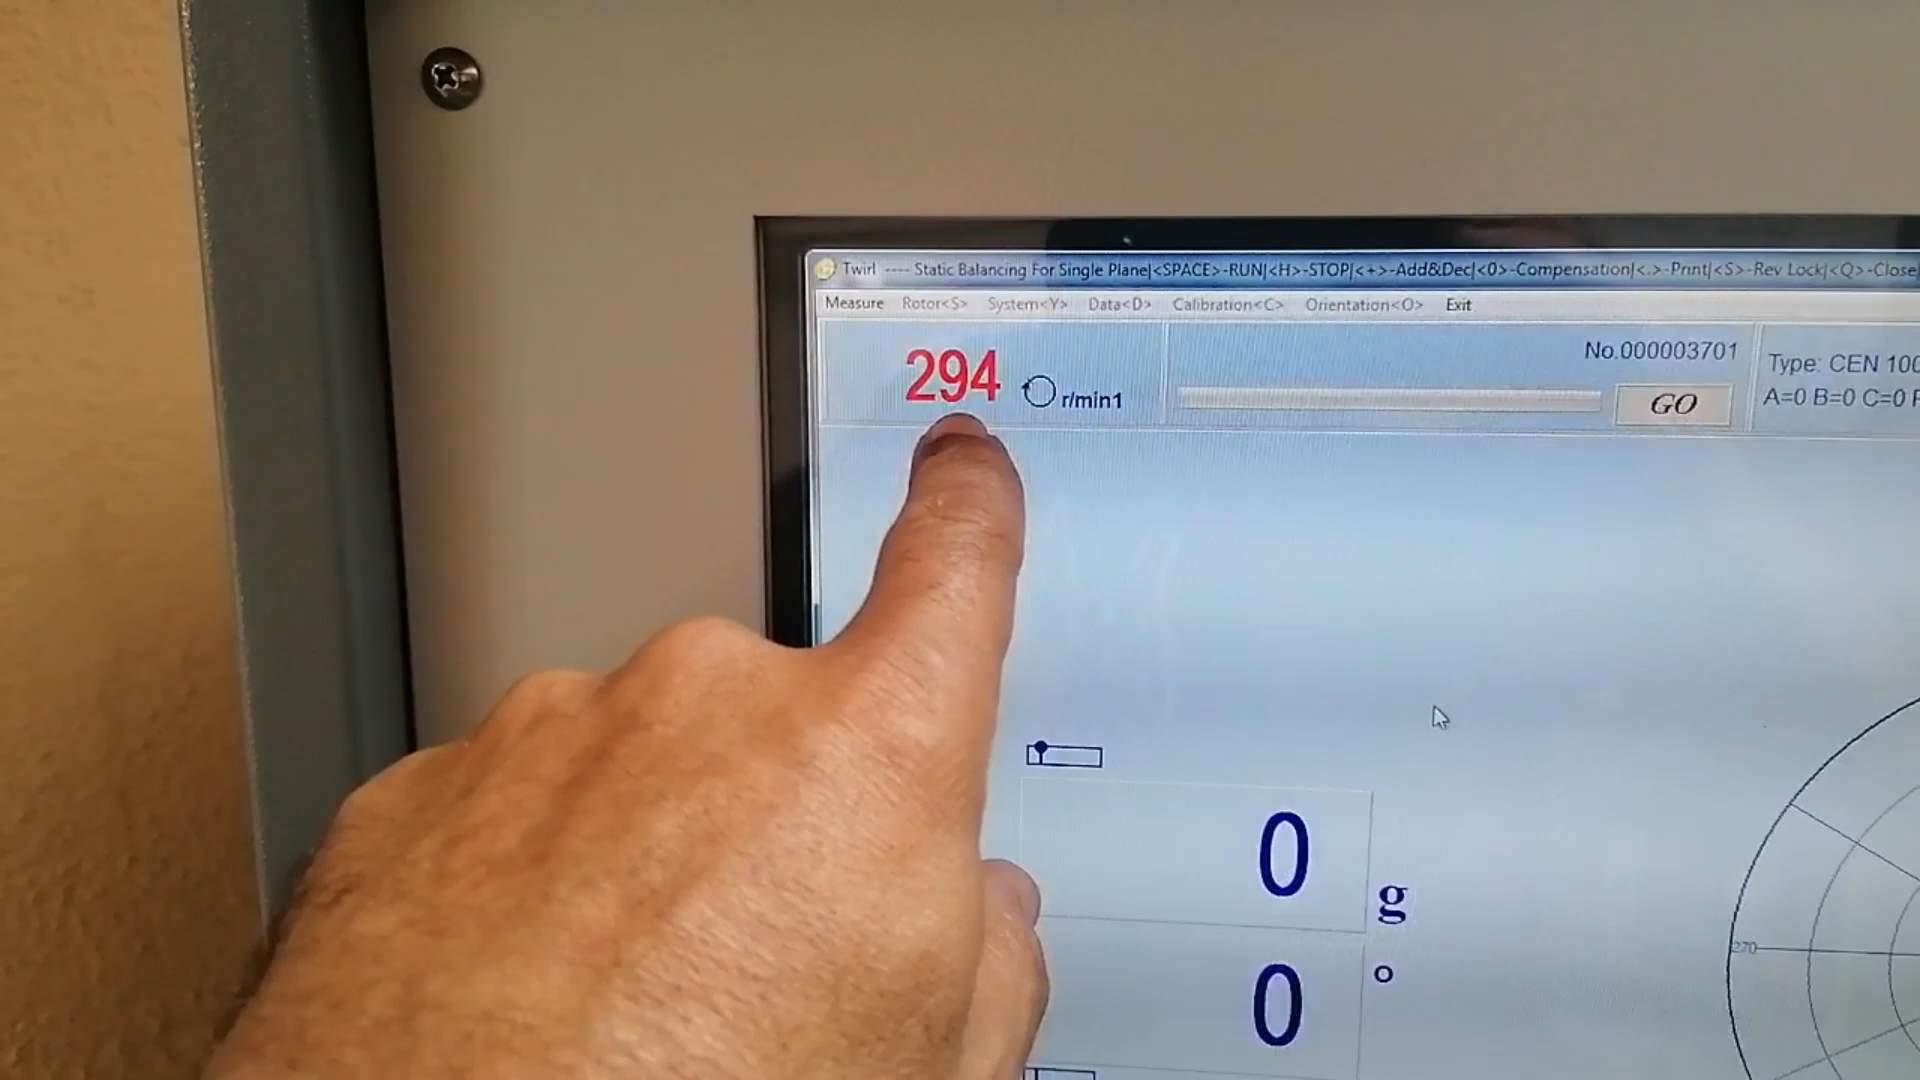 Twirl ---- Static Balancing For Single Plane|<SPACE>-RUN|<H>-STOP|<+>-Add&Dec|<0>-Compensation|<.>-Print|<S>-Rev Lock|<Q>-Close
Measure Rotor<S> System<Y> Data<D> Calibration<C> Orientation<O> Exit
294 r/min1
No.000003701
GO
Type: CEN 100
A=0 B=0 C=0
0 g
0 °
270